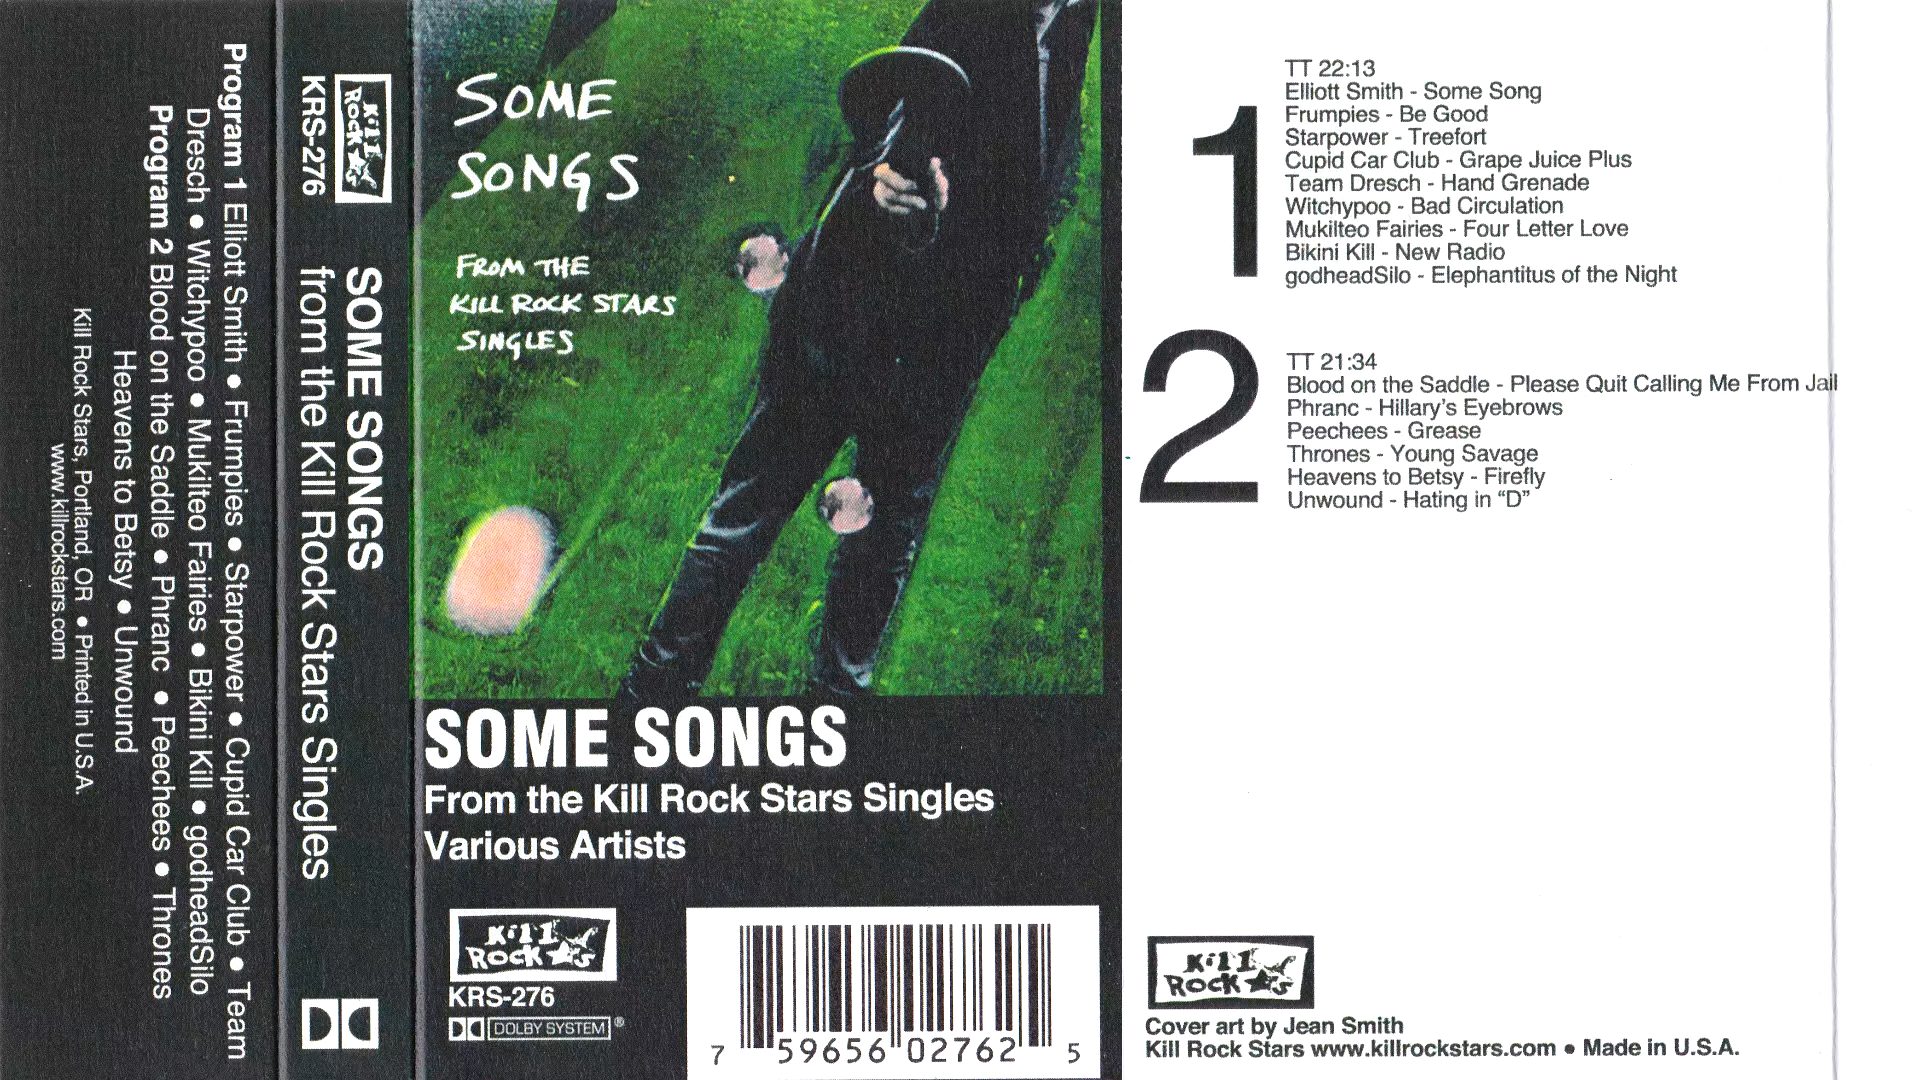 Program 1 Elliott Smith • Frumpies • Starpower • Cupid Car Club • Team
Dresch • Witchypoo • Mukilteo Fairies • Bikini Kill • godheadSilo
Program 2 Blood on the Saddle • Phranc • Peechees • Thrones
Heavens to Betsy • Unwound
Kill Rock Stars, Portland, OR • Printed in U.S.A.
www.killrockstars.com
Kill
Rock ★s
KRS-276
SOME SONGS
from the Kill Rock Stars Singles
SOME
SONGS
FROM THE
KILL ROCK STARS
SINGLES
SOME SONGS
From the Kill Rock Stars Singles
Various Artists
Kill
Rock ★s
KRS-276
DOLBY SYSTEM ®
7 59656 02762 5
1
TT 22:13
Elliott Smith - Some Song
Frumpies - Be Good
Starpower - Treefort
Cupid Car Club - Grape Juice Plus
Team Dresch - Hand Grenade
Witchypoo - Bad Circulation
Mukilteo Fairies - Four Letter Love
Bikini Kill - New Radio
godheadSilo - Elephantitus of the Night
2
TT 21:34
Blood on the Saddle - Please Quit Calling Me From Jail
Phranc - Hillary's Eyebrows
Peechees - Grease
Thrones - Young Savage
Heavens to Betsy - Firefly
Unwound - Hating in “D”
Kill
Rock ★s
Cover art by Jean Smith
Kill Rock Stars www.killrockstars.com • Made in U.S.A.